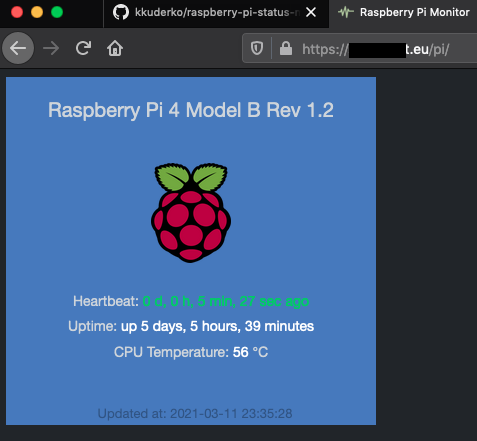 kkuderko/raspberry-pi-status-
Raspberry Pi Monitor
https://
t.eu/pi/
Raspberry Pi 4 Model B Rev 1.2
Heartbeat: 0 d, 0 h, 5 min, 27 sec ago
Uptime: up 5 days, 5 hours, 39 minutes
CPU Temperature: 56 °C
Updated at: 2021-03-11 23:35:28